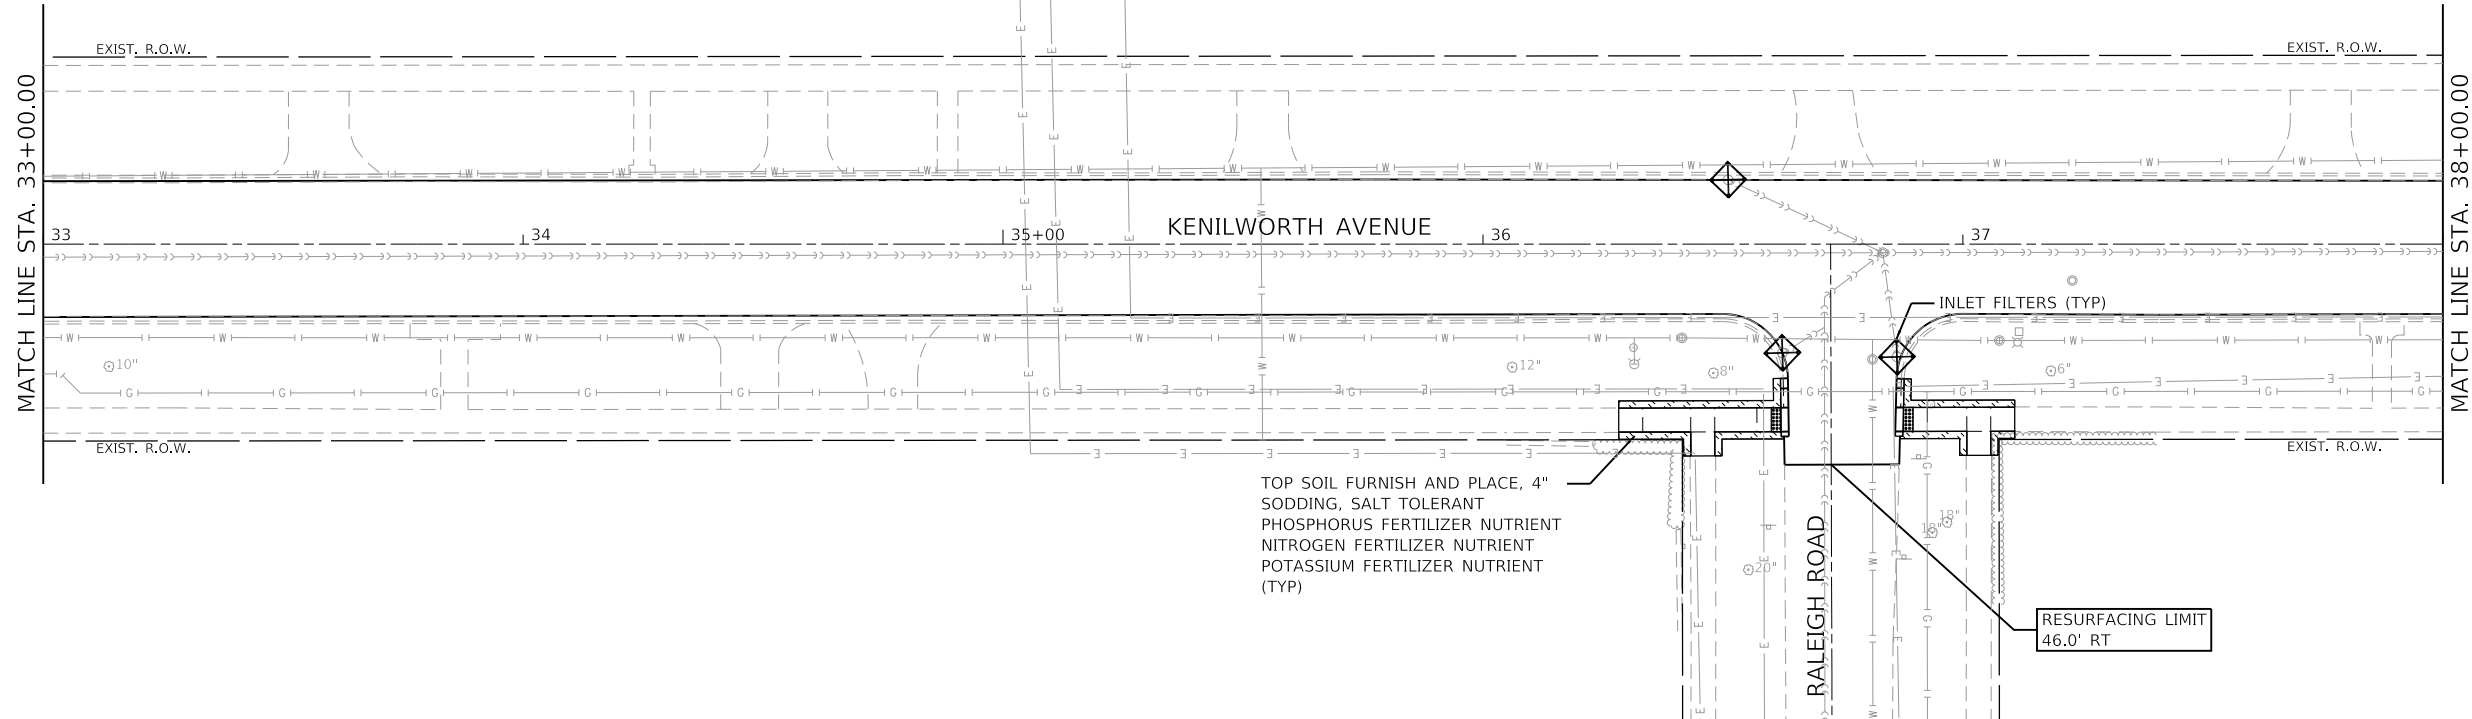 EXIST. R.O.W.
EXIST. R.O.W.
MATCH LINE STA. 33+00.00
MATCH LINE STA. 38+00.00
KENILWORTH AVENUE
33
34
35+00
36
37
INLET FILTERS (TYP)
10"
12"
8"
6"
EXIST. R.O.W.
EXIST. R.O.W.
TOP SOIL FURNISH AND PLACE, 4"
SODDING, SALT TOLERANT
PHOSPHORUS FERTILIZER NUTRIENT
NITROGEN FERTILIZER NUTRIENT
POTASSIUM FERTILIZER NUTRIENT
(TYP)
18"
18"
20"
RALEIGH ROAD
RESURFACING LIMIT
46.0' RT